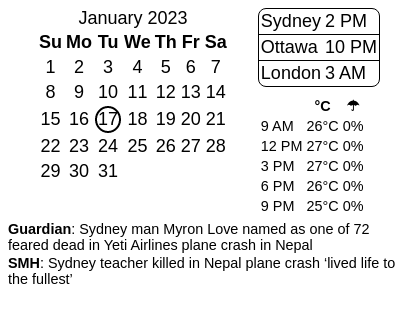 January 2023
Su Mo Tu We Th Fr Sa
1 2 3 4 5 6 7
8 9 10 11 12 13 14
15 16 17 18 19 20 21
22 23 24 25 26 27 28
29 30 31
Sydney 2 PM
Ottawa 10 PM
London 3 AM
°C ☂
9 AM 26°C 0%
12 PM 27°C 0%
3 PM 27°C 0%
6 PM 26°C 0%
9 PM 25°C 0%
Guardian: Sydney man Myron Love named as one of 72
feared dead in Yeti Airlines plane crash in Nepal
SMH: Sydney teacher killed in Nepal plane crash ‘lived life to
the fullest’